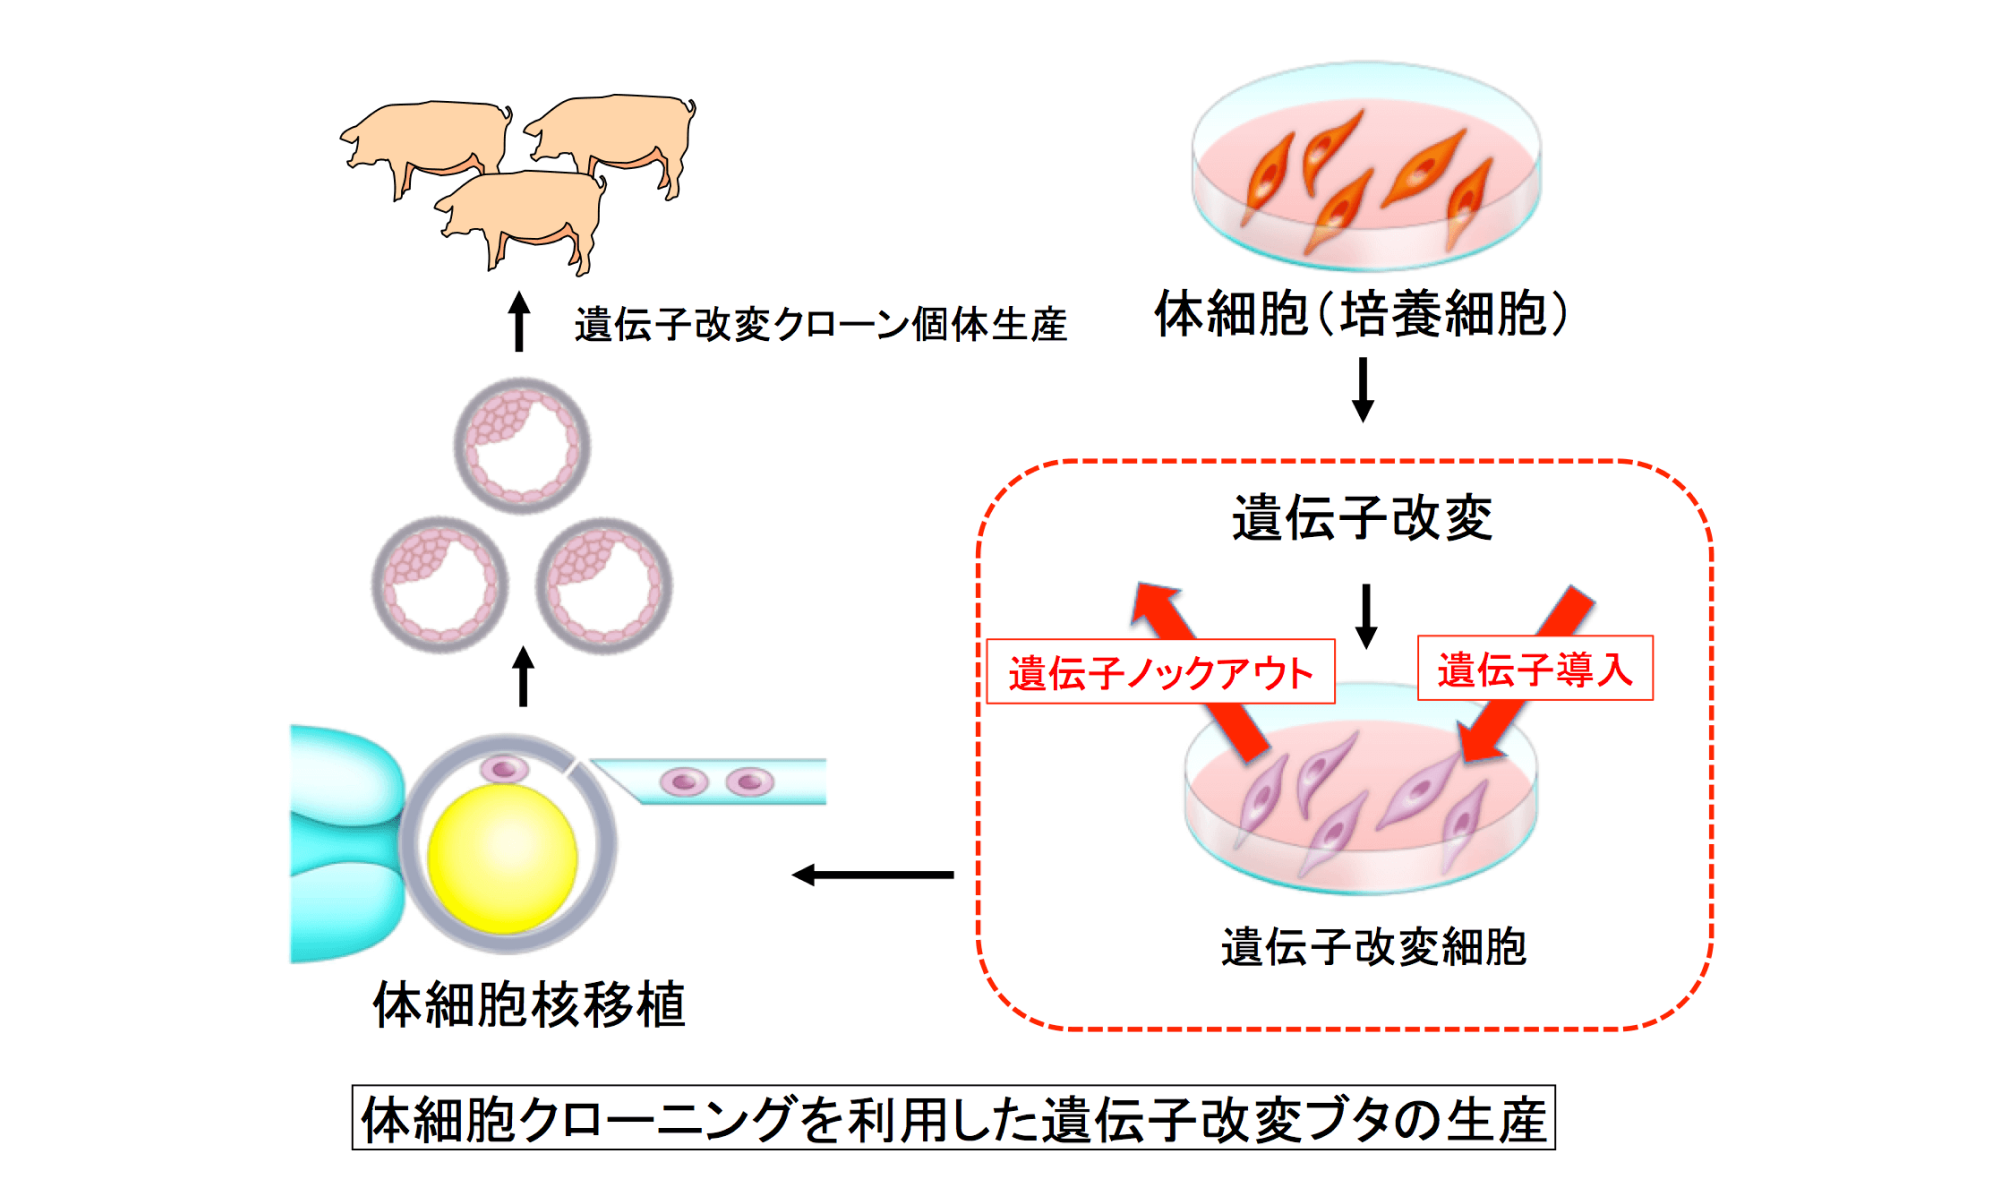 体細胞（培養細胞）
遺伝子改変
遺伝子ノックアウト
遺伝子導入
遺伝子改変細胞
体細胞核移植
遺伝子改変クローン個体生産
体細胞クローニングを利用した遺伝子改変ブタの生産